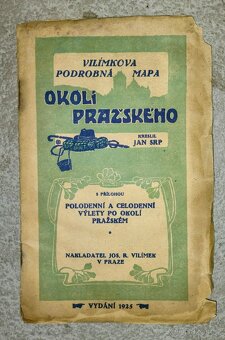 VILÍMKOVA
PODROBNÁ MAPA
OKOLÍ
PRAŽSKÉHO
KRESLIL
JAN SRP
S PŘÍLOHOU
POLODENNÍ A CELODENNÍ
VÝLETY PO OKOLÍ
PRAŽSKÉM
NAKLADATEL JOS. R. VILÍMEK
V PRAZE
VYDÁNÍ 1925